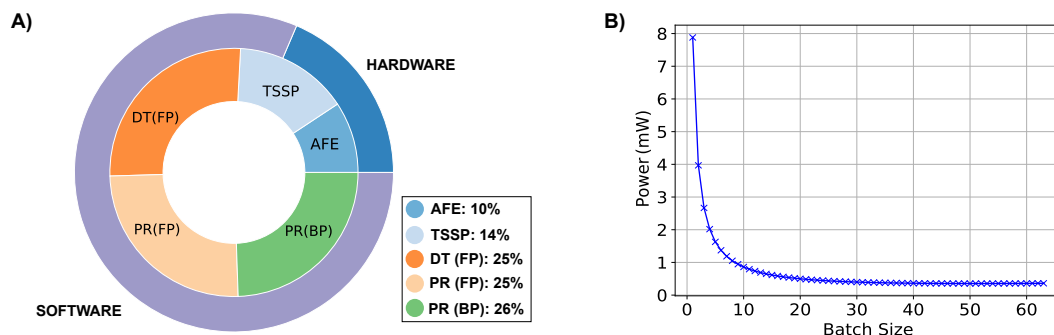 A)
HARDWARE
TSSP
DT(FP)
AFE
PR(FP)
PR(BP)
SOFTWARE
AFE: 10%
TSSP: 14%
DT (FP): 25%
PR (FP): 25%
PR (BP): 26%
B)
Power (mW)
8
7
6
5
4
3
2
1
0
0 10 20 30 40 50 60
Batch Size